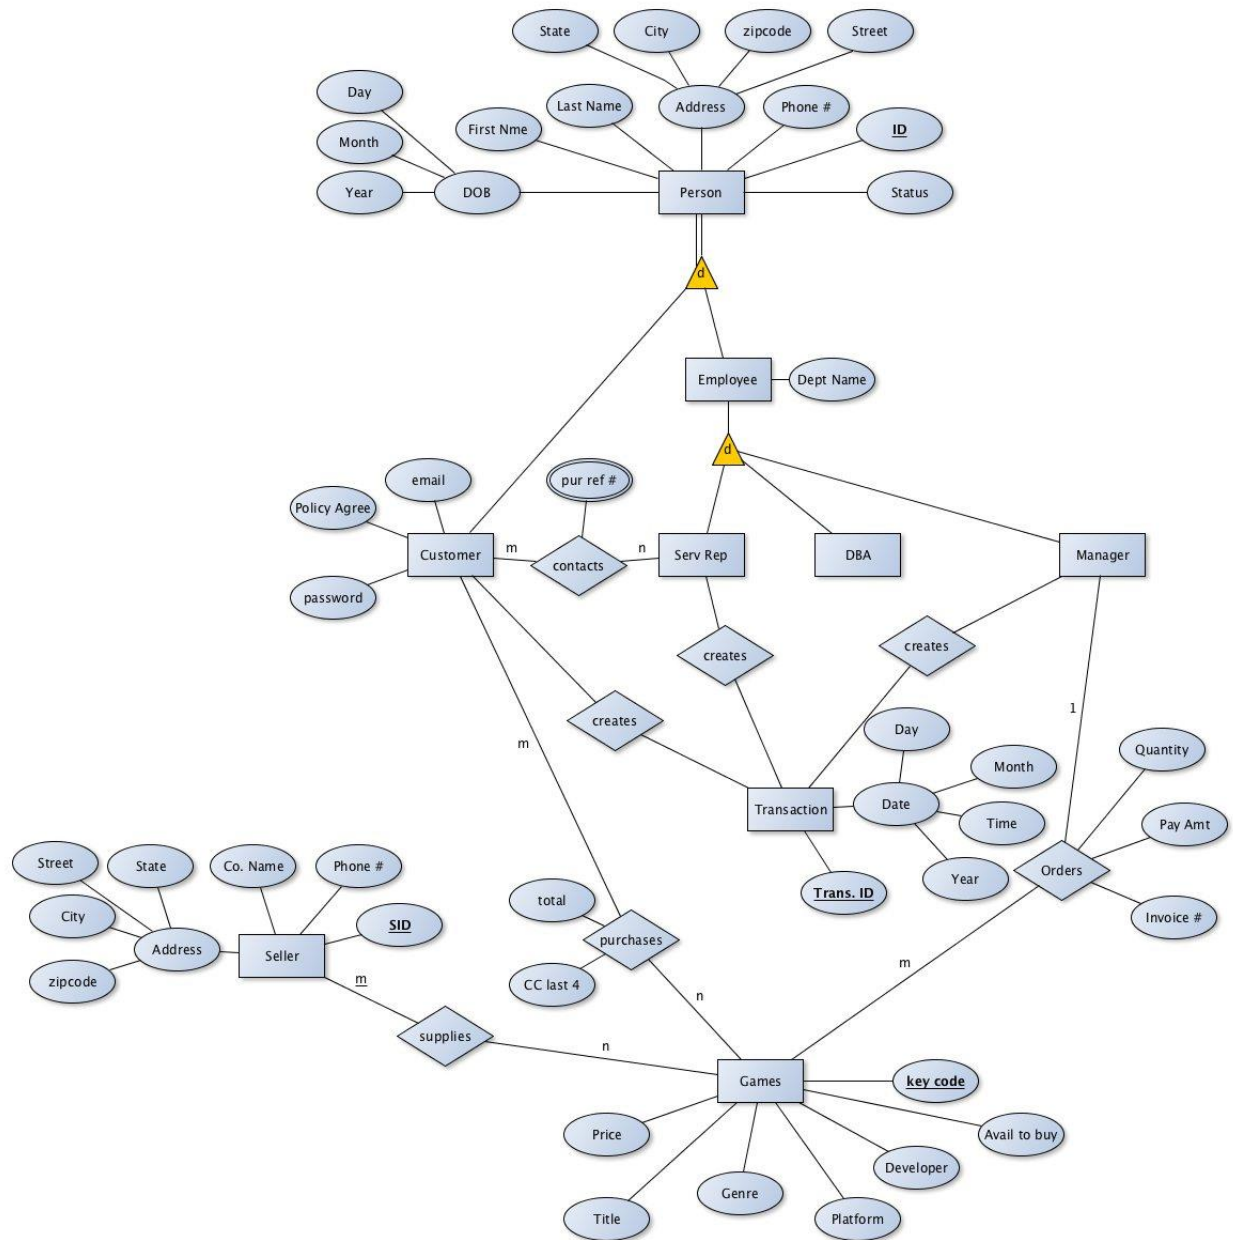 State
City
zipcode
Street
Day
Last Name
Address
Phone #
First Nme
ID
Month
Year
DOB
Person
Status
d
Employee
Dept Name
d
email
pur ref #
Policy Agree
Customer
m
contacts
n
Serv Rep
DBA
Manager
password
creates
creates
creates
1
m
Day
Quantity
Month
Transaction
Date
Time
Pay Amt
Street
State
Co. Name
Phone #
Year
Orders
Trans. ID
total
City
SID
Invoice #
Address
Seller
purchases
zipcode
m
CC last 4
m
n
supplies
n
Games
key code
Price
Avail to buy
Developer
Genre
Title
Platform